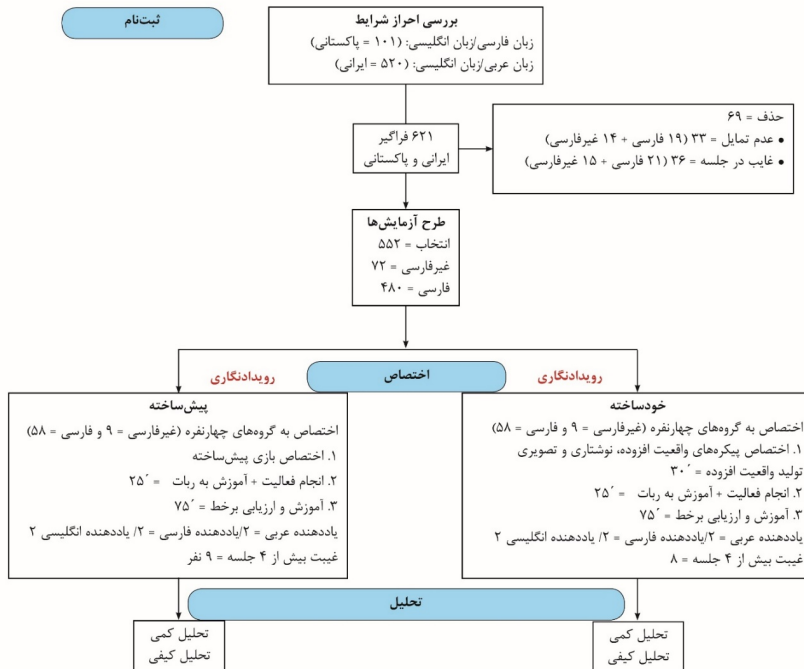 ثبت‌نام
بررسی احراز شرایط
زبان فارسی/زبان انگلیسی: (۱۰۱ = پاکستانی)
زبان عربی/زبان انگلیسی: (۵۲۰ = ایرانی)
حذف = ۶۹
• عدم تمایل = ۳۳ (۱۹ فارسی + ۱۴ غیرفارسی)
• غایب در جلسه = ۳۶ (۲۱ فارسی + ۱۵ غیرفارسی)
۶۲۱ فراگیر
ایرانی و پاکستانی
طرح آزمایش‌ها
انتخاب = ۵۵۲
غیرفارسی = ۷۲
فارسی = ۴۸۰
رویدادنگاری
اختصاص
رویدادنگاری
خودساخته
اختصاص به گروه‌های چهارنفره (غیرفارسی = ۹ و فارسی = ۵۸)
۱. اختصاص پیکره‌های واقعیت افزوده، نوشتاری و تصویری
تولید واقعیت افزوده = ۳۰´
۲. انجام فعالیت + آموزش به ربات = ۲۵´
۳. آموزش و ارزیابی برخط = ۷۵´
یاددهنده عربی = ۲/یاددهنده فارسی = ۲/ یاددهنده انگلیسی ۲
غیبت بیش از ۴ جلسه = ۸
پیش‌ساخته
اختصاص به گروه‌های چهارنفره (غیرفارسی = ۹ و فارسی = ۵۸)
۱. اختصاص بازی پیش‌ساخته
۲. انجام فعالیت + آموزش به ربات = ۲۵´
۳. آموزش و ارزیابی برخط = ۷۵´
یاددهنده عربی = ۲/یاددهنده فارسی = ۲/ یاددهنده انگلیسی ۲
غیبت بیش از ۴ جلسه = ۹ نفر
تحلیل
تحلیل کمی
تحلیل کیفی
تحلیل کمی
تحلیل کیفی